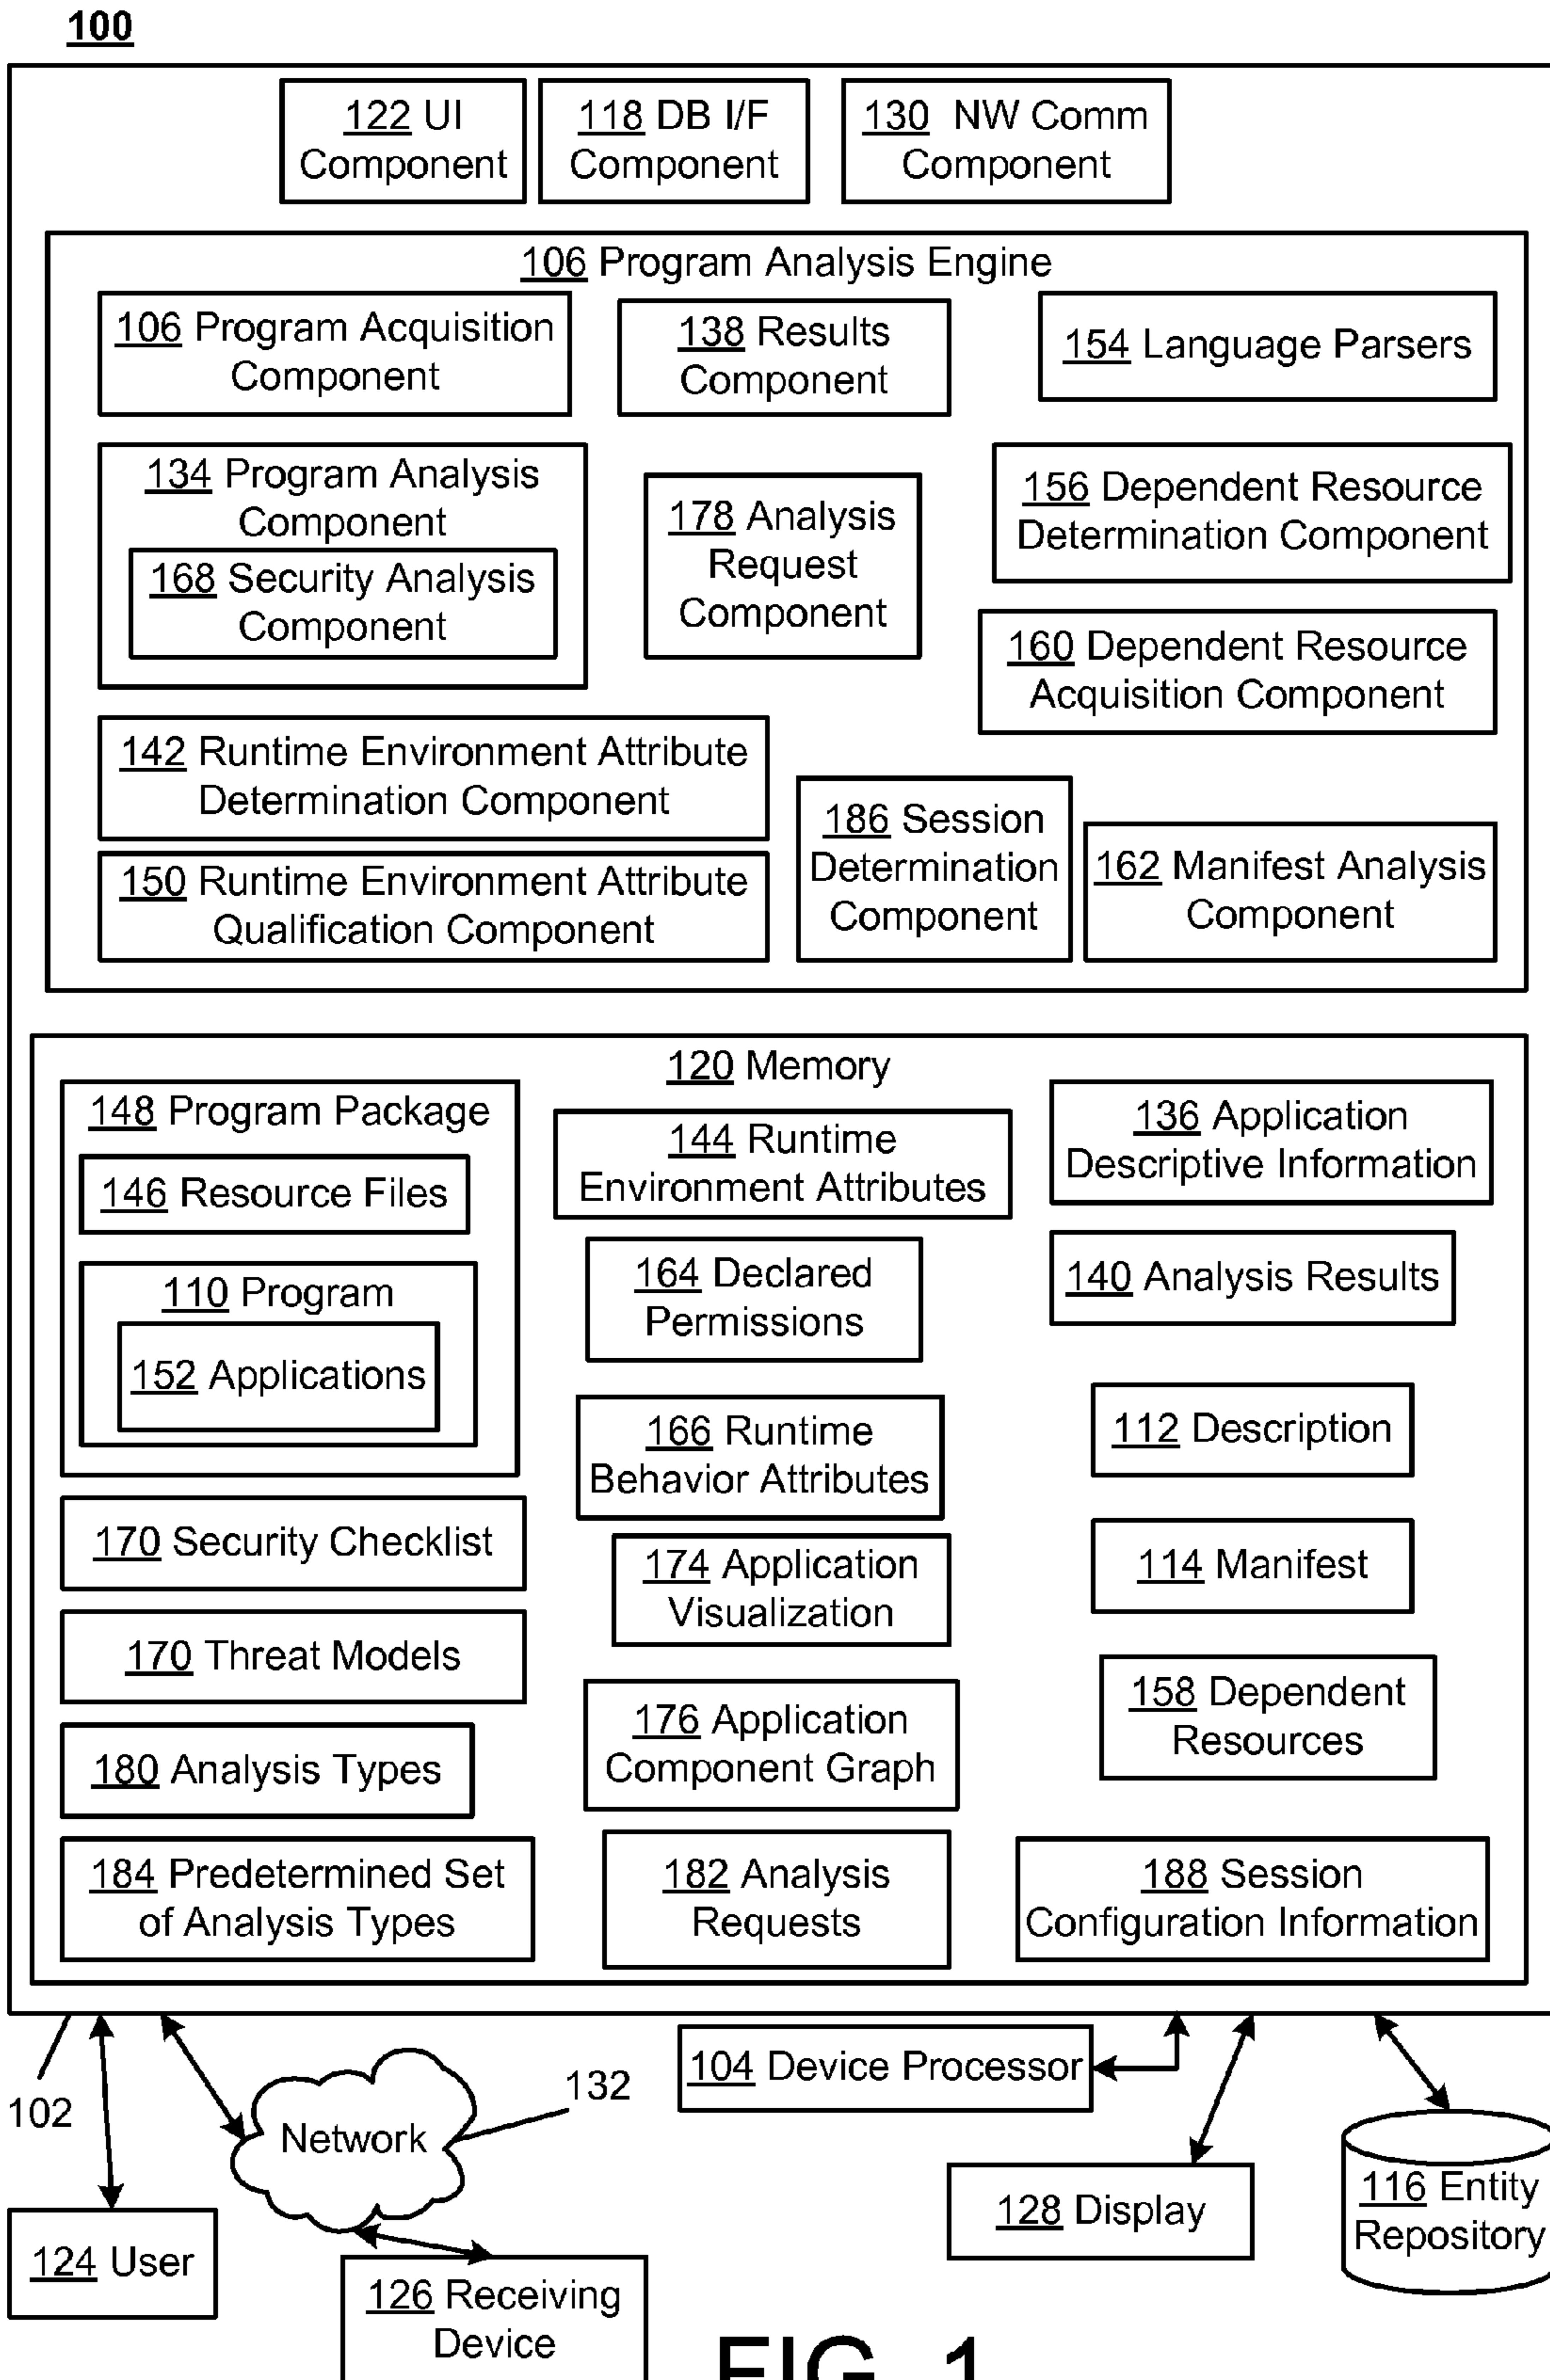 100
122 UI
Component
118 DB I/F
Component
130 NW Comm
Component
106 Program Analysis Engine
106 Program Acquisition
Component
138 Results
Component
154 Language Parsers
134 Program Analysis
Component
168 Security Analysis
Component
178 Analysis
Request
Component
156 Dependent Resource
Determination Component
160 Dependent Resource
Acquisition Component
142 Runtime Environment Attribute
Determination Component
150 Runtime Environment Attribute
Qualification Component
186 Session
Determination
Component
162 Manifest Analysis
Component
120 Memory
148 Program Package
146 Resource Files
110 Program
152 Applications
170 Security Checklist
170 Threat Models
180 Analysis Types
184 Predetermined Set
of Analysis Types
144 Runtime
Environment Attributes
164 Declared
Permissions
166 Runtime
Behavior Attributes
174 Application
Visualization
176 Application
Component Graph
182 Analysis
Requests
136 Application
Descriptive Information
140 Analysis Results
112 Description
114 Manifest
158 Dependent
Resources
188 Session
Configuration Information
102
124 User
Network
132
126 Receiving
Device
104 Device Processor
128 Display
116 Entity
Repository
FIG. 1